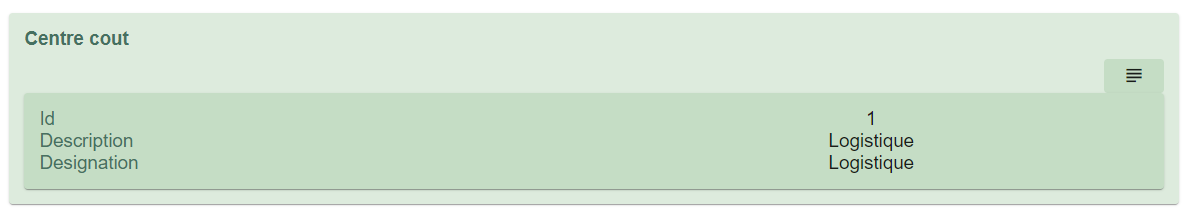 Centre cout
Id 1
Description Logistique
Designation Logistique